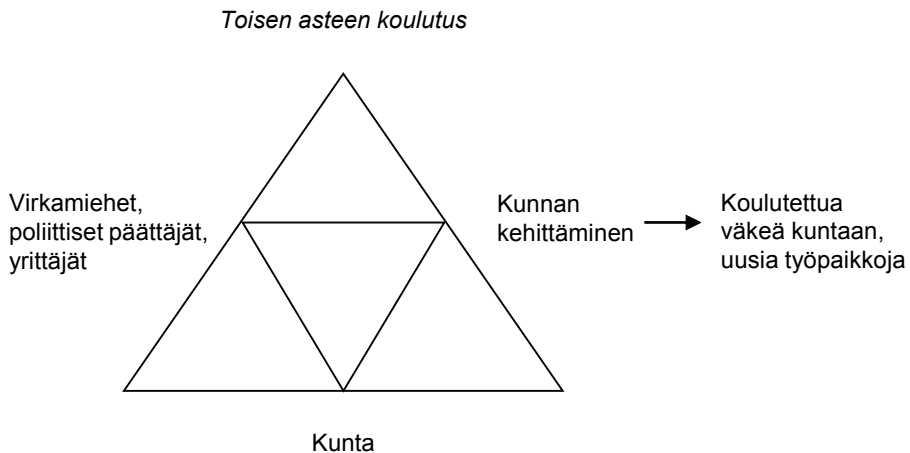 Toisen asteen koulutus
Virkamiehet,
poliittiset päättäjät,
yrittäjät
Kunnan
kehittäminen
Koulutettua
väkeä kuntaan,
uusia työpaikkoja
Kunta